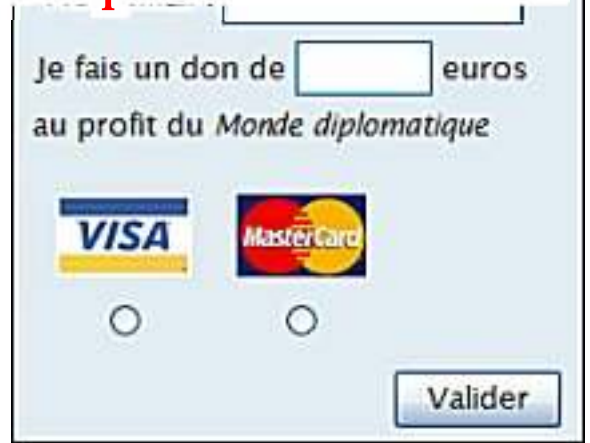 Je fais un don de euros
au profit du Monde diplomatique
VISA MasterCard
Valider